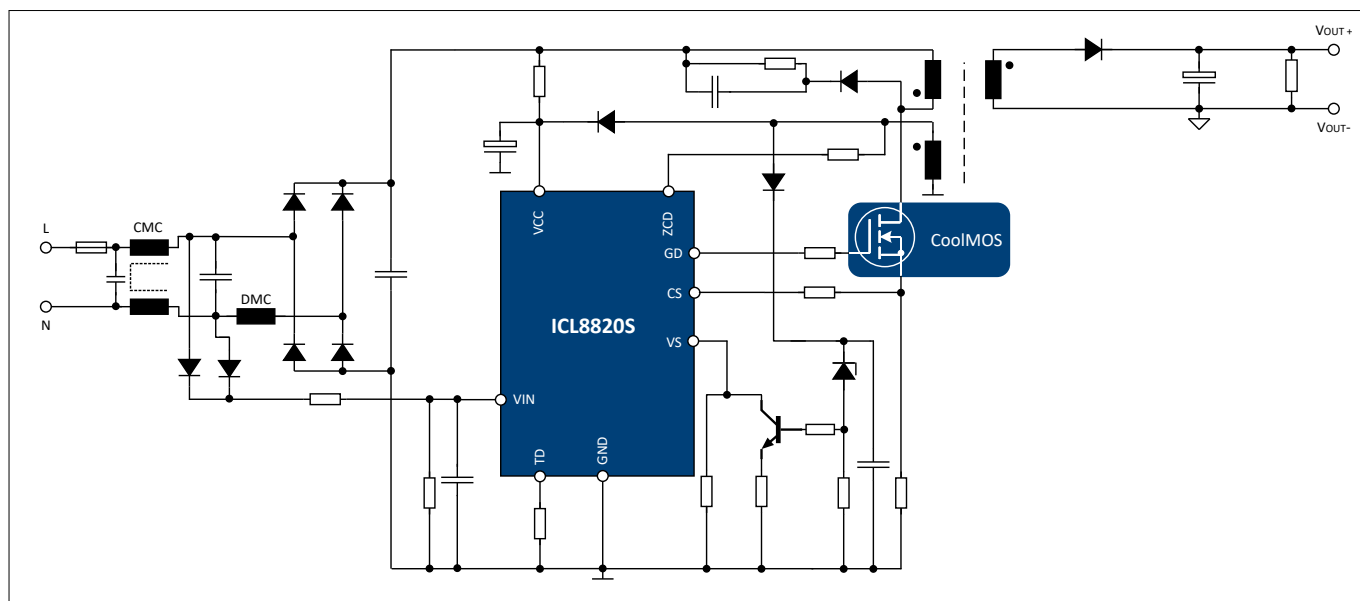 VOUT +
VOUT-
VCC
ZCD
L
CMC
GD
CoolMOS
CS
N
DMC
ICL8820S
VS
VIN
TD
GND